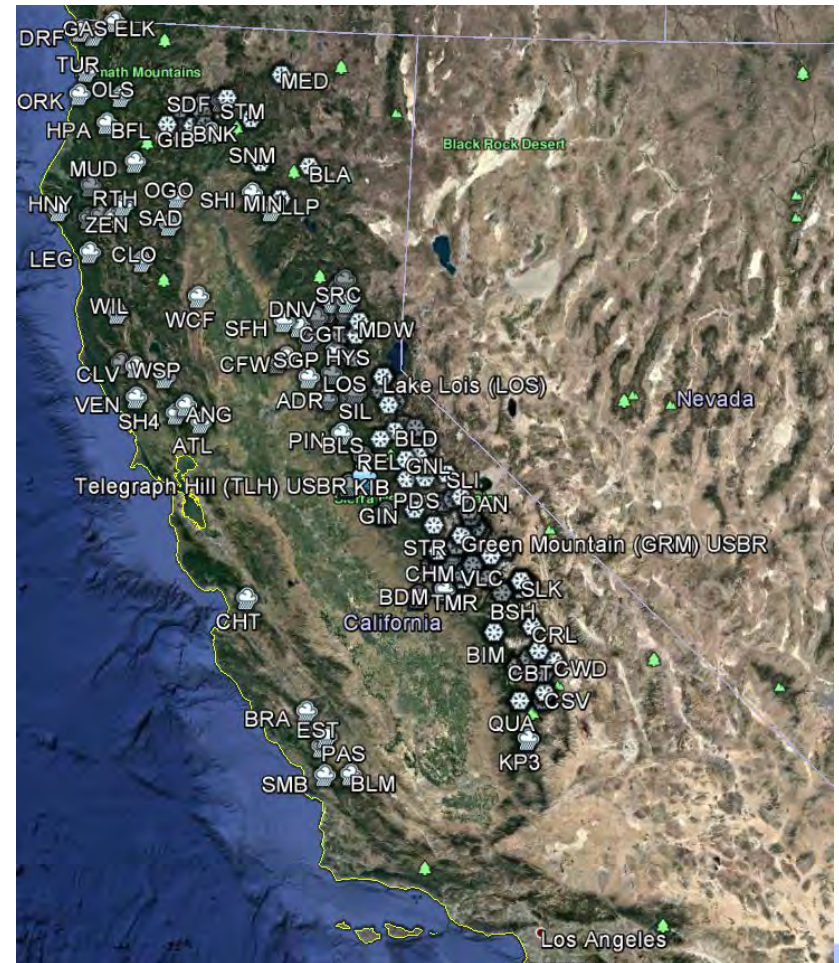 GAS ELK
DRF
TUR
nath Mountains
MED
ORK
OLS
SDF
STM
HPA
BFL
GIB
BNK
Black Rock Desert
SNM
MUD
BLA
OGO
RTH
SHI
MIN
LLP
HNY
ZEN
SAD
LEG
CLO
SRC
WIL
WCF
DNV
SFH
CGT
MDW
CFW
SGP
HYS
CLV
WSP
LOS
Lake Lois (LOS)
ADR
SIL
Nevada
VEN
SH4
ANG
ATL
PIN
BLS
BLD
REL
GNL
Telegraph Hill (TLH) USBR
KIB
SLI
PDS
DAN
GIN
STR
Green Mountain (GRM) USBR
CHM
VLC
BDM
TMR
SLK
CHT
California
BSH
BIM
CRL
CBT
CWD
CSV
BRA
QUA
EST
KP3
PAS
SMB
BLM
Los Angeles